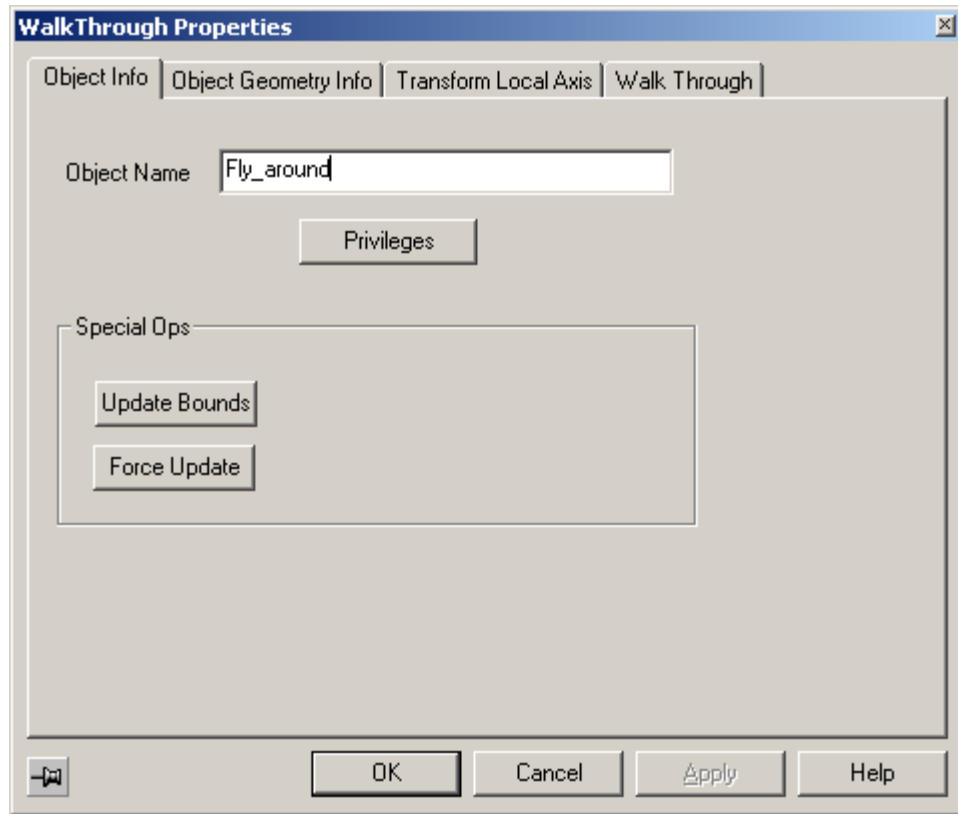 WalkThrough Properties
Object Info Object Geometry Info Transform Local Axis Walk Through
Object Name Fly_around
Privileges
Special Ops
Update Bounds
Force Update
OK Cancel Apply Help